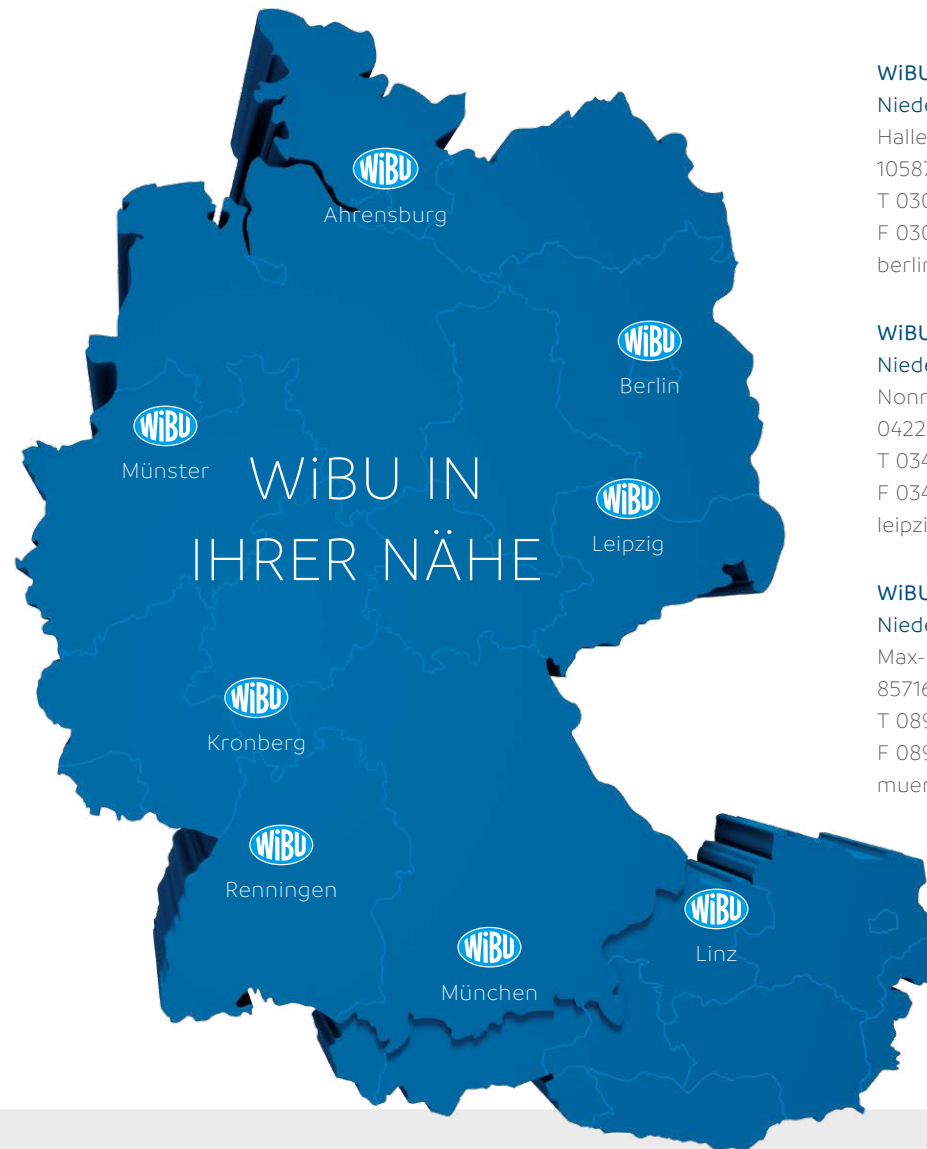 WiBU
Ahrensburg
WiBU
Berlin
WiBU
Münster
WiBU IN
IHRER NÄHE
WiBU
Leipzig
WiBU
Kronberg
WiBU
Renningen
WiBU
München
WiBU
Linz
WiBU
Niede
Halle
10587
T 030
F 030
berlin
WiBU
Niede
Nonn
0422
T 034
F 034
leipzi
WiBU
Niede
Max-
85716
T 089
F 089
muen